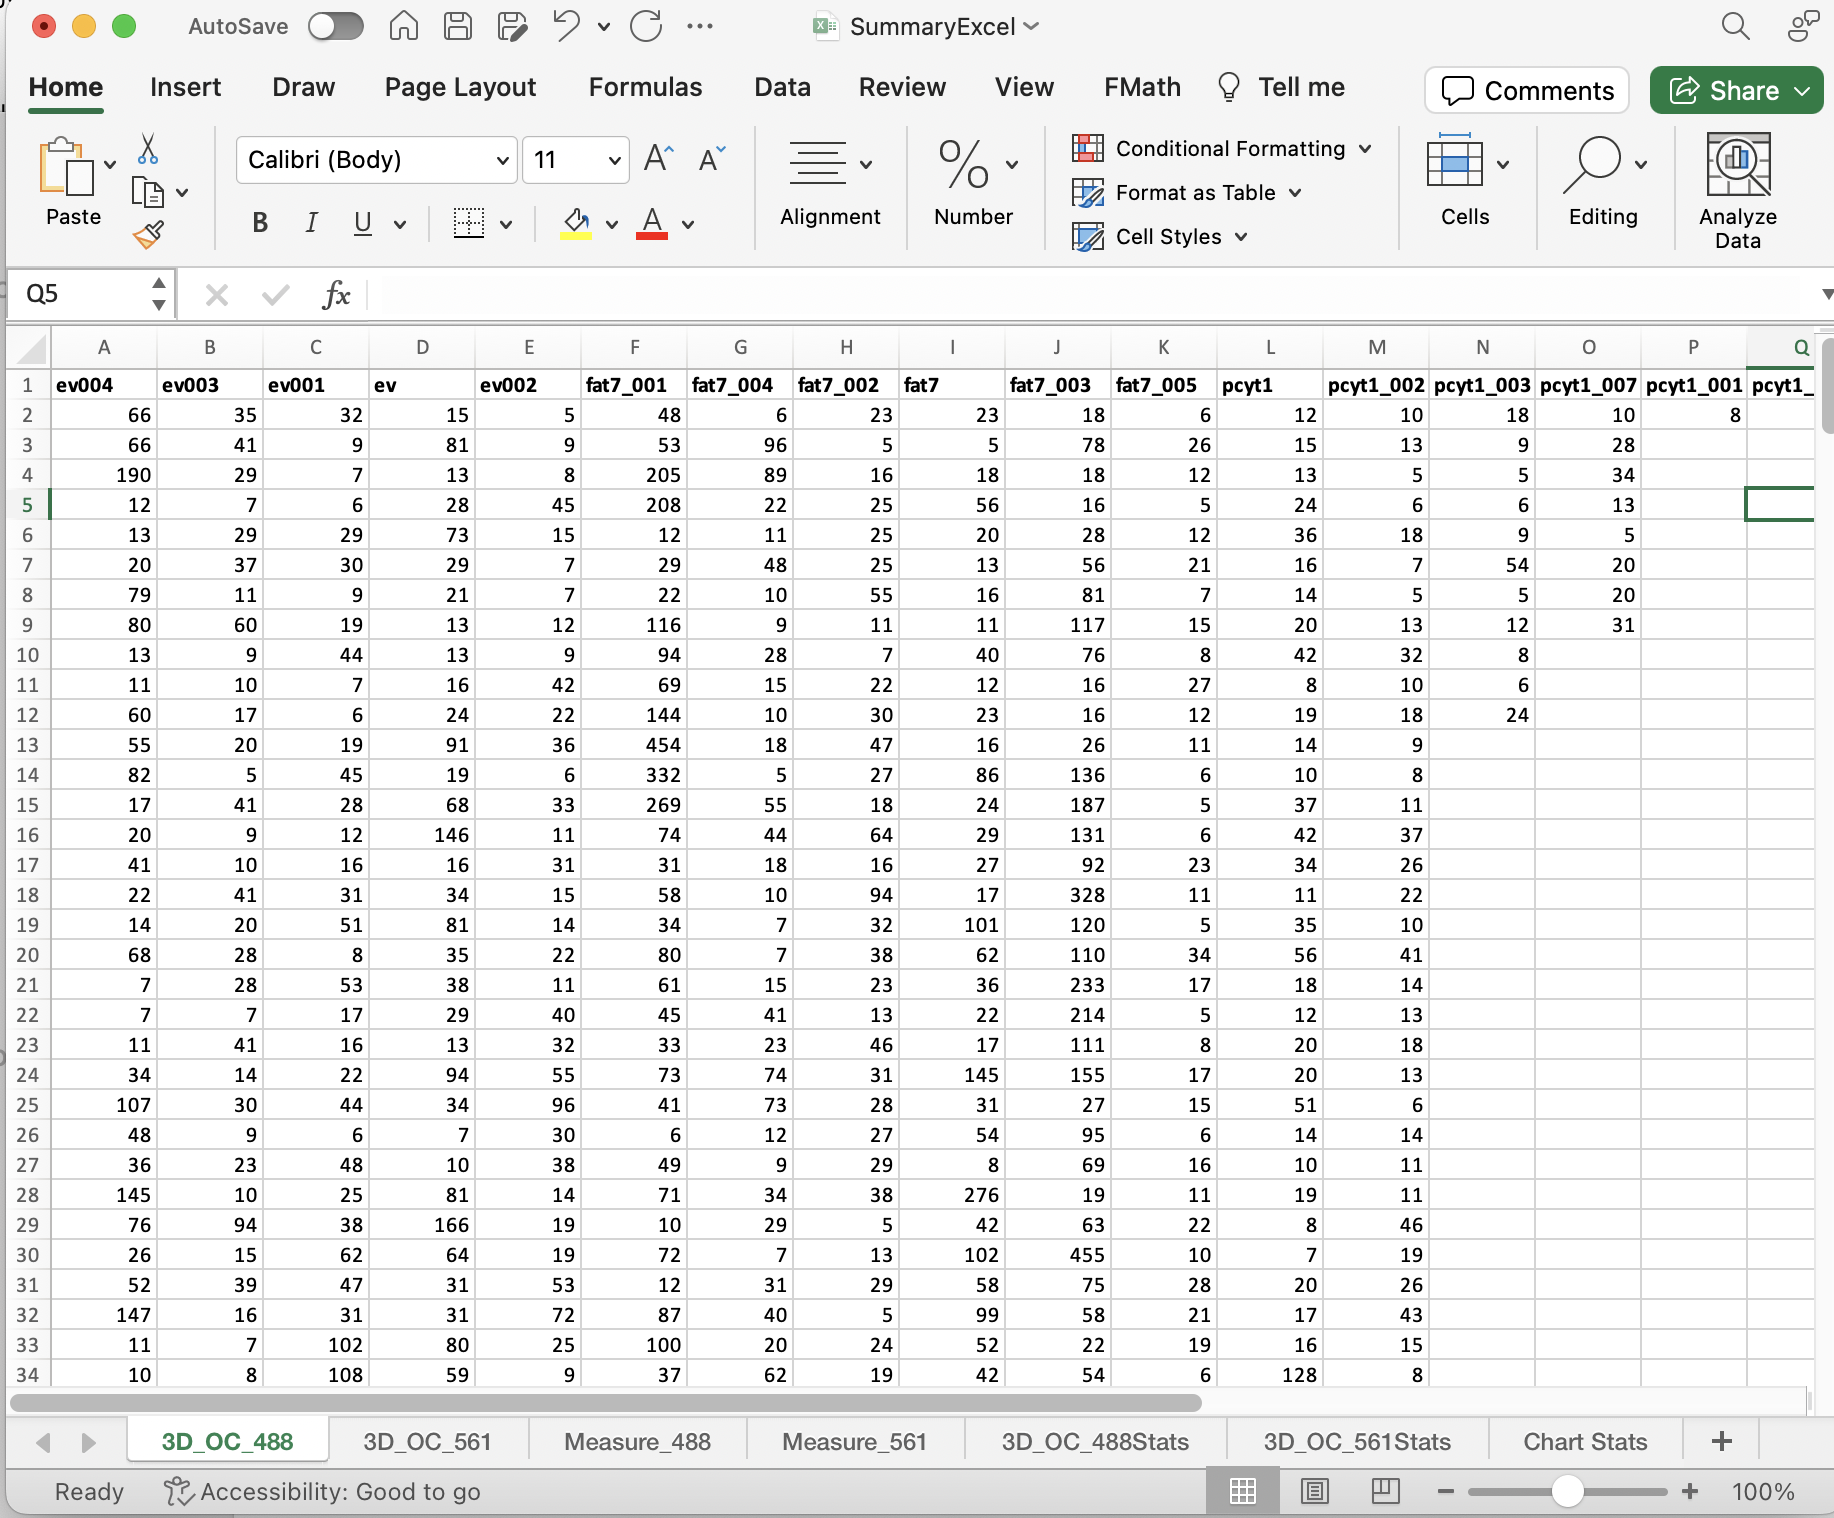 AutoSave SummaryExcel
Home Insert Draw Page Layout Formulas Data Review View FMath Tell me Comments Share
Paste Calibri (Body) 11 A A B I U A Alignment % Number Conditional Formatting Format as Table Cell Styles Cells Editing Analyze Data
Q5 fx
A B C D E F G H I J K L M N O P Q
1 ev004 ev003 ev001 ev ev002 fat7_001 fat7_004 fat7_002 fat7 fat7_003 fat7_005 pcyt1 pcyt1_002 pcyt1_003 pcyt1_007 pcyt1_001 pcyt1_
2 66 35 32 15 5 48 6 23 23 18 6 12 10 18 10 8
3 66 41 9 81 9 53 96 5 5 78 26 15 13 9 28
4 190 29 7 13 8 205 89 16 18 18 12 13 5 5 34
5 12 7 6 28 45 208 22 25 56 16 5 24 6 6 13
6 13 29 29 73 15 12 11 25 20 28 12 36 18 9 5
7 20 37 30 29 7 29 48 25 13 56 21 16 7 54 20
8 79 11 9 21 7 22 10 55 16 81 7 14 5 5 20
9 80 60 19 13 12 116 9 11 11 117 15 20 13 12 31
10 13 9 44 13 9 94 28 7 40 76 8 42 32 8
11 11 10 7 16 42 69 15 22 12 16 27 8 10 6
12 60 17 6 24 22 144 10 30 23 16 12 19 18 24
13 55 20 19 91 36 454 18 47 16 26 11 14 9
14 82 5 45 19 6 332 5 27 86 136 6 10 8
15 17 41 28 68 33 269 55 18 24 187 5 37 11
16 20 9 12 146 11 74 44 64 29 131 6 42 37
17 41 10 16 16 31 31 18 16 27 92 23 34 26
18 22 41 31 34 15 58 10 94 17 328 11 11 22
19 14 20 51 81 14 34 7 32 101 120 5 35 10
20 68 28 8 35 22 80 7 38 62 110 34 56 41
21 7 28 53 38 11 61 15 23 36 233 17 18 14
22 7 7 17 29 40 45 41 13 22 214 5 12 13
23 11 41 16 13 32 33 23 46 17 111 8 20 18
24 34 14 22 94 55 73 74 31 145 155 17 20 13
25 107 30 44 34 96 41 73 28 31 27 15 51 6
26 48 9 6 7 30 6 12 27 54 95 6 14 14
27 36 23 48 10 38 49 9 29 8 69 16 10 11
28 145 10 25 81 14 71 34 38 276 19 11 19 11
29 76 94 38 166 19 10 29 5 42 63 22 8 46
30 26 15 62 64 19 72 7 13 102 455 10 7 19
31 52 39 47 31 53 12 31 29 58 75 28 20 26
32 147 16 31 31 72 87 40 5 99 58 21 17 43
33 11 7 102 80 25 100 20 24 52 22 19 16 15
34 10 8 108 59 9 37 62 19 42 54 6 128 8
3D_OC_488 3D_OC_561 Measure_488 Measure_561 3D_OC_488Stats 3D_OC_561Stats Chart Stats +
Ready Accessibility: Good to go 100%